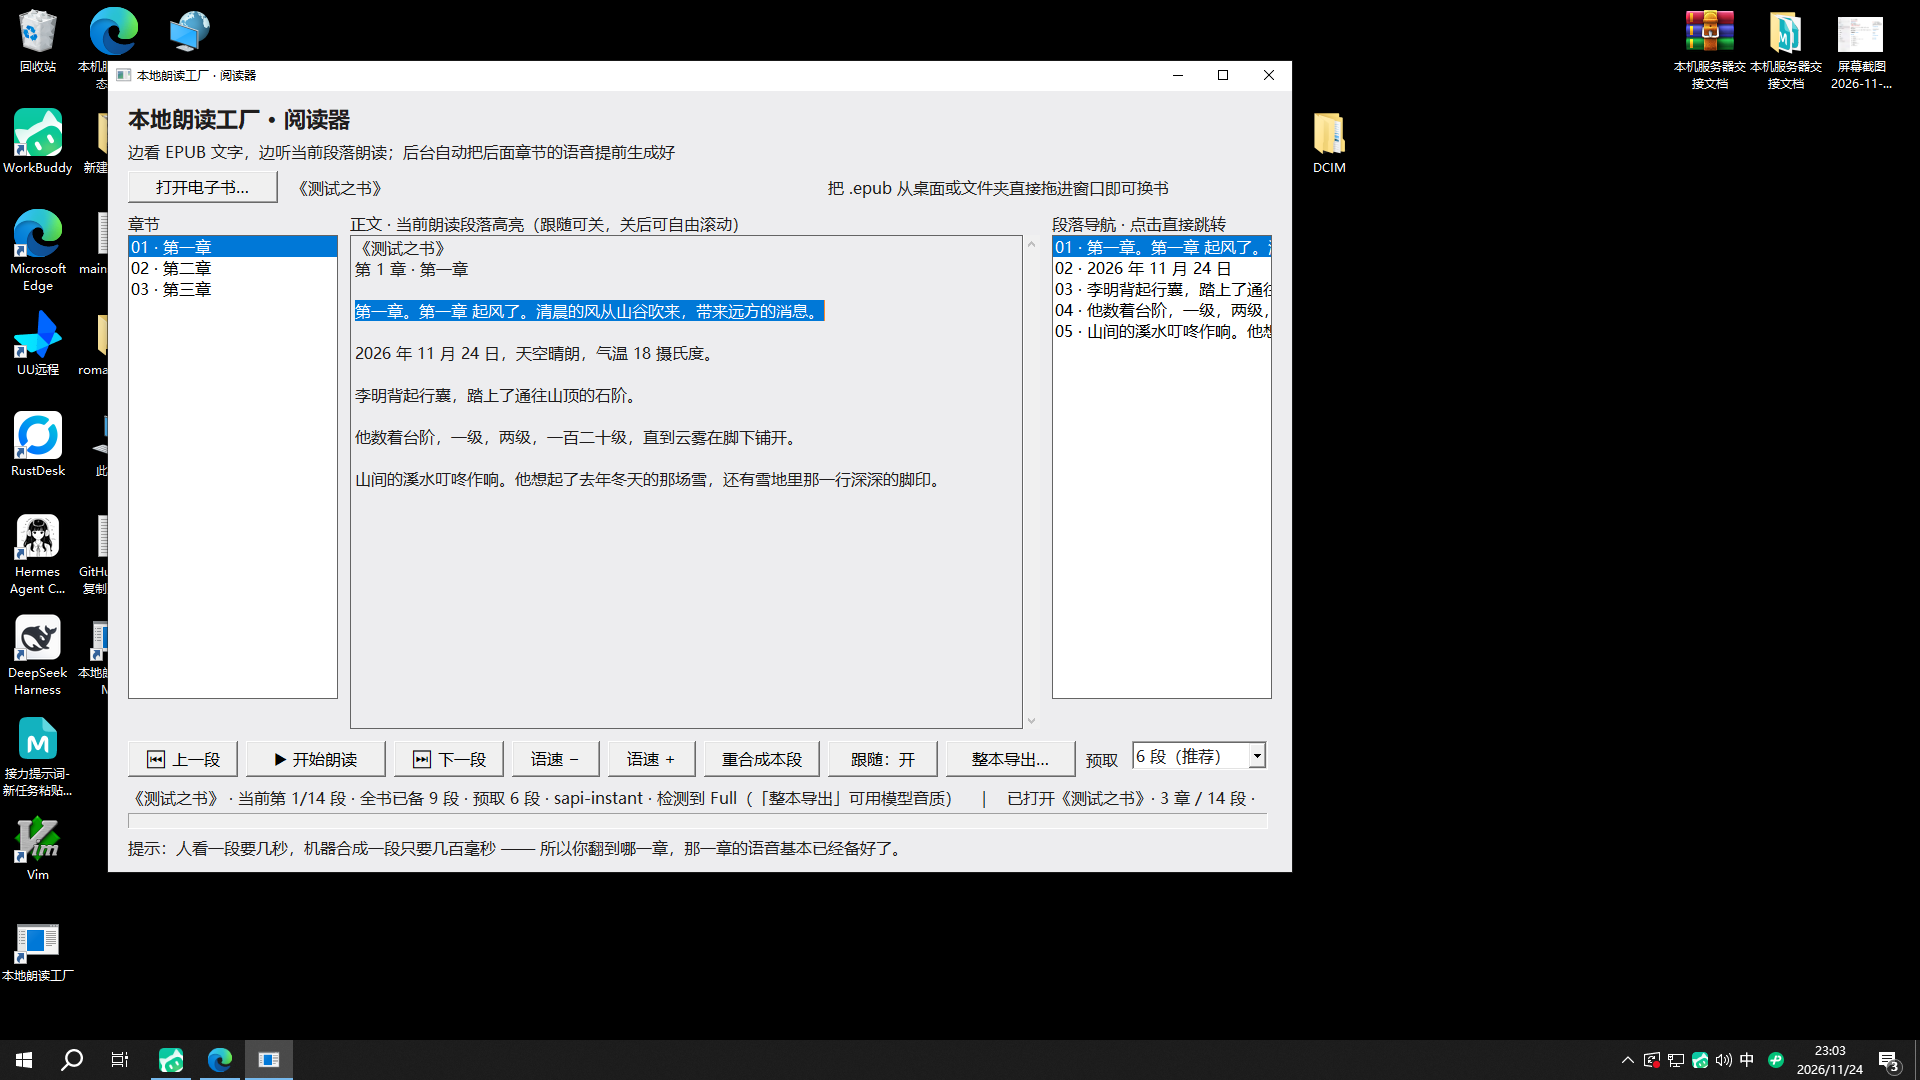 回收站
本机服
态
WorkBuddy
新建
Microsoft
Edge
main
UU远程
roma
RustDesk
此
Hermes
Agent C...
GitHu
复制
DeepSeek
Harness
本地朗
M
接力提示词-
新任务粘贴...
Vim
本地朗读工厂
本机服务器交
接文档
本机服务器交
接文档
屏幕截图
2026-11-...
DCIM
本地朗读工厂 · 阅读器
本地朗读工厂 · 阅读器
边看 EPUB 文字，边听当前段落朗读；后台自动把后面章节的语音提前生成好
打开电子书...
《测试之书》
把 .epub 从桌面或文件夹直接拖进窗口即可换书
章节
01 · 第一章
02 · 第二章
03 · 第三章
正文 · 当前朗读段落高亮（跟随可关，关后可自由滚动）
《测试之书》
第 1 章 · 第一章
第一章。第一章 起风了。清晨的风从山谷吹来，带来远方的消息。
2026 年 11 月 24 日，天空晴朗，气温 18 摄氏度。
李明背起行囊，踏上了通往山顶的石阶。
他数着台阶，一级，两级，一百二十级，直到云雾在脚下铺开。
山间的溪水叮咚作响。他想起了去年冬天的那场雪，还有雪地里那一行深深的脚印。
段落导航 · 点击直接跳转
01 · 第一章。第一章 起风了。
02 · 2026 年 11 月 24 日
03 · 李明背起行囊，踏上了通往
04 · 他数着台阶，一级，两级，
05 · 山间的溪水叮咚作响。他想
⏮ 上一段
▶ 开始朗读
⏭ 下一段
语速 −
语速 +
重合成本段
跟随：开
整本导出...
预取
6 段（推荐）
《测试之书》 · 当前第 1/14 段 · 全书已备 9 段 · 预取 6 段 · sapi-instant · 检测到 Full（「整本导出」可用模型音质） | 已打开《测试之书》· 3 章 / 14 段 ·
提示：人看一段要几秒，机器合成一段只要几百毫秒 —— 所以你翻到哪一章，那一章的语音基本已经备好了。
中
23:03
2026/11/24
3